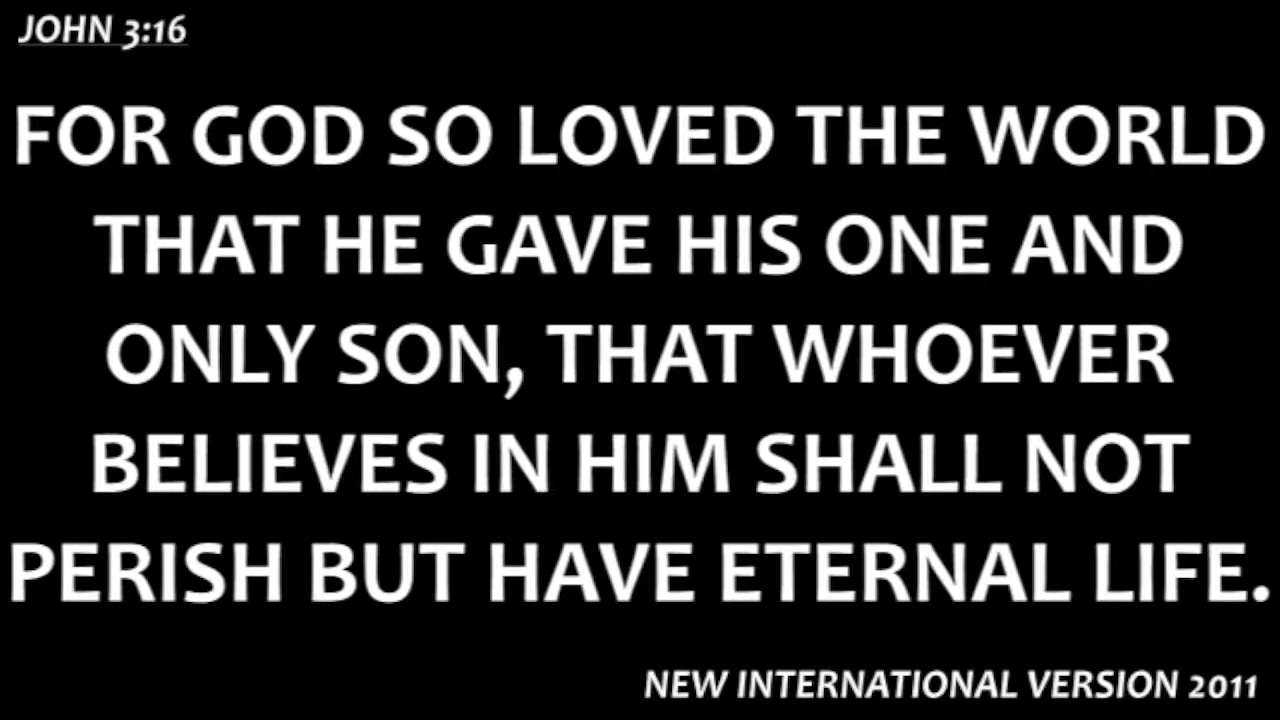 JOHN 3:16
FOR GOD SO LOVED THE WORLD
THAT HE GAVE HIS ONE AND
ONLY SON, THAT WHOEVER
BELIEVES IN HIM SHALL NOT
PERISH BUT HAVE ETERNAL LIFE.
NEW INTERNATIONAL VERSION 2011